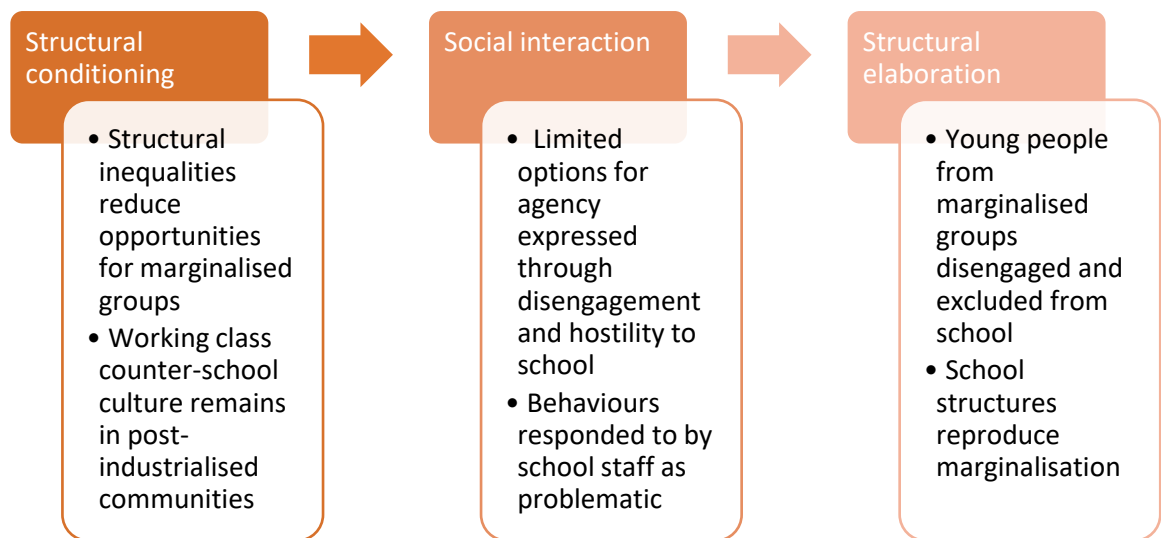 Structural
conditioning
• Structural
inequalities
reduce
opportunities
for marginalised
groups
• Working class
counter-school
culture remains
in post-
industrialised
communities
Social interaction
• Limited
options for
agency
expressed
through
disengagement
and hostility to
school
• Behaviours
responded to by
school staff as
problematic
Structural
elaboration
• Young people
from
marginalised
groups
disengaged and
excluded from
school
• School
structures
reproduce
marginalisation